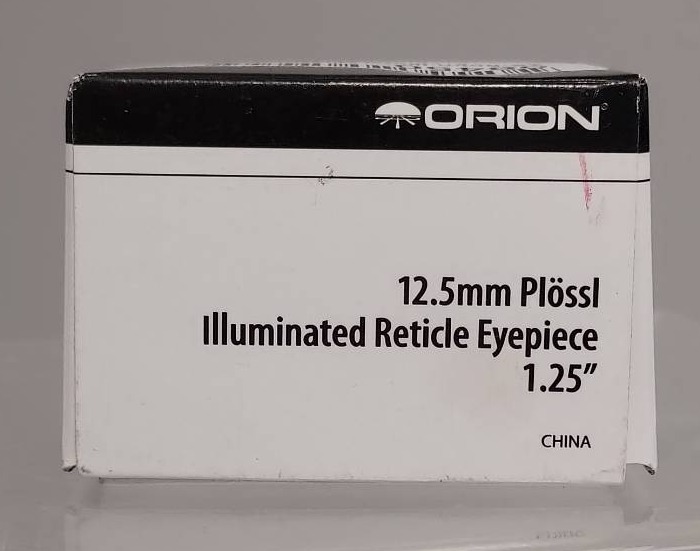 ORION
12.5mm Plössl
Illuminated Reticle Eyepiece
1.25”
CHINA